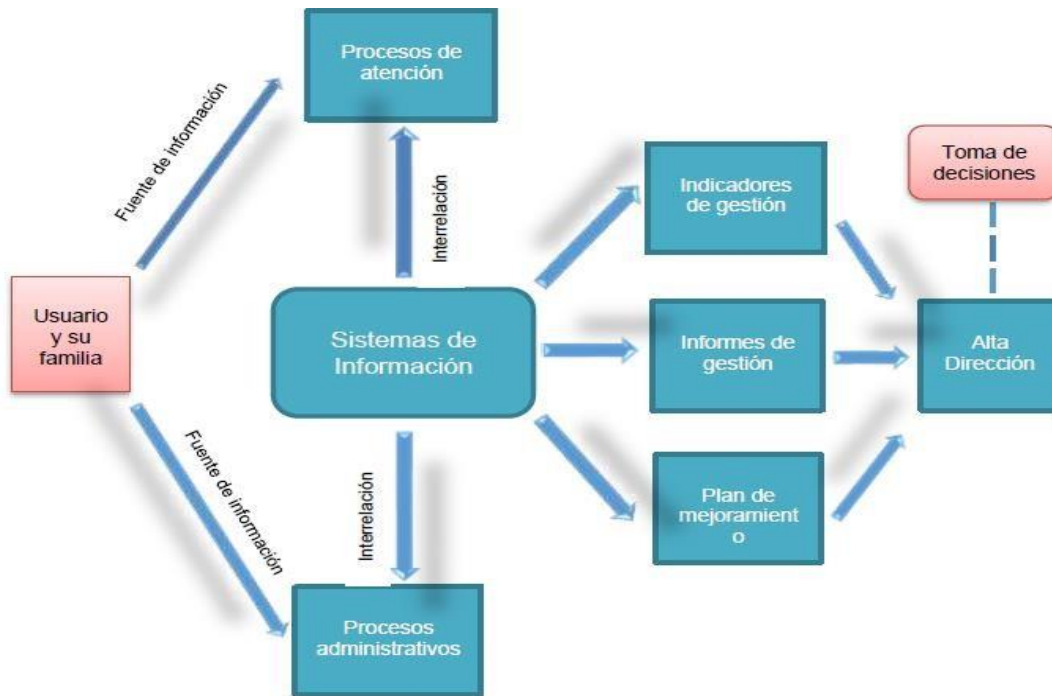 Procesos de
atención
Fuente de información
Interrelación
Indicadores
de gestión
Toma de
decisiones
Usuario
y su
familia
Sistemas de
Información
Informes de
gestión
Alta
Dirección
Fuente de información
Interrelación
Plan de
mejoramient
o
Procesos
administrativos